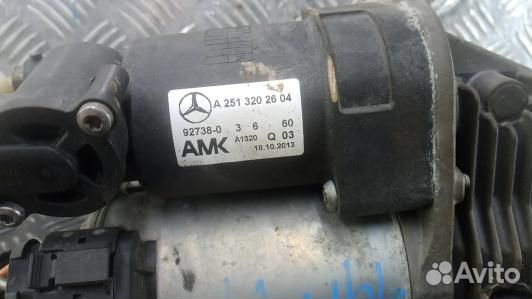 A 251 320 26 04
92738-0 3 6 60
AMK A1320 Q 03
18.10.2013
Avito